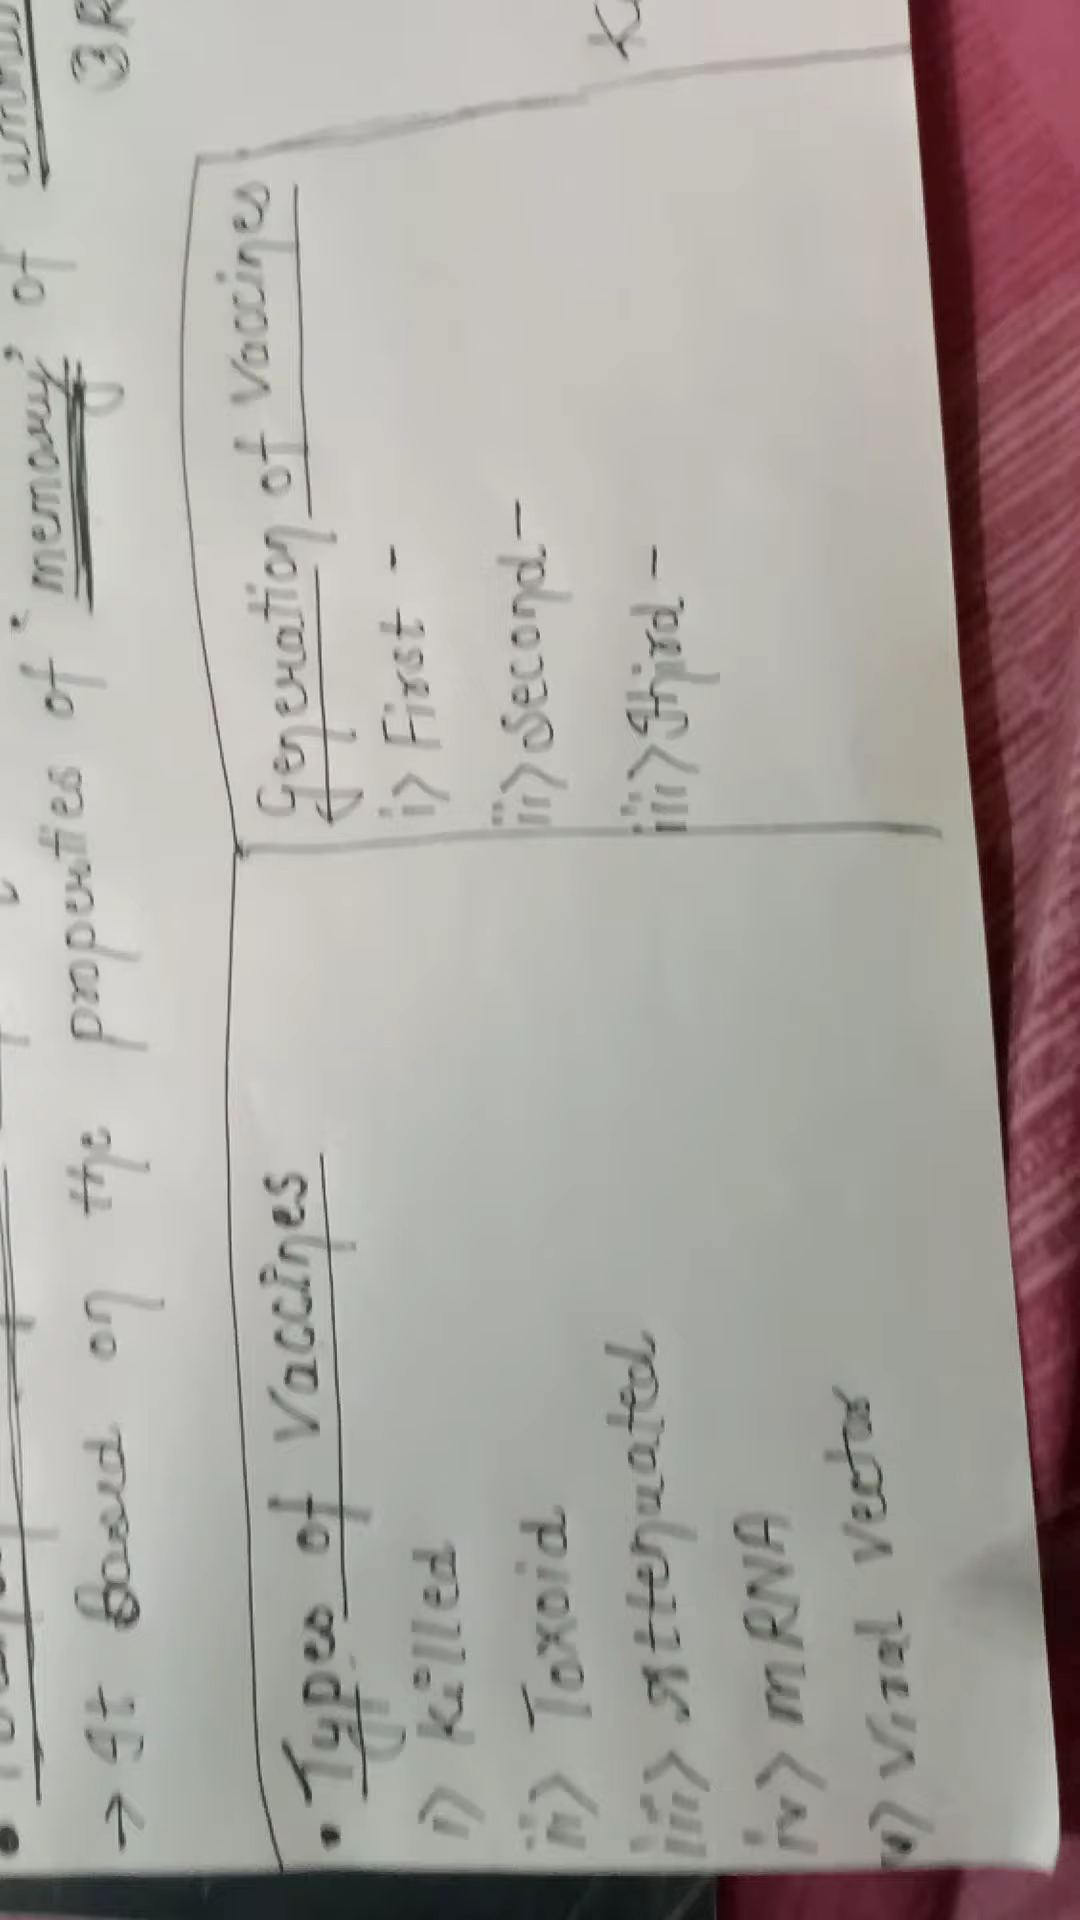 → It based on the properties of "memory" of
③ R
• Types of Vaccines
i) Killed
ii) Toxoid
iii) Attenuated
iv) mRNA
v) Viral Vector
Generation of Vaccines
i) First -
ii) Second -
iii) Third -